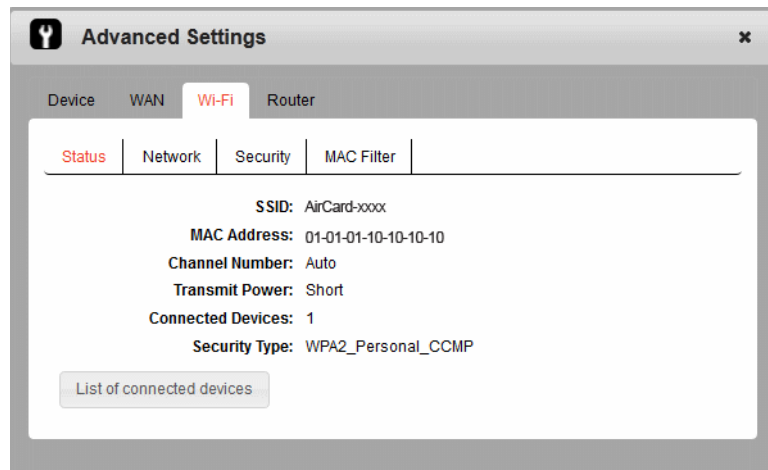 Advanced Settings
Device WAN Wi-Fi Router
Status Network Security MAC Filter
SSID: AirCard-xxxx
MAC Address: 01-01-01-10-10-10-10
Channel Number: Auto
Transmit Power: Short
Connected Devices: 1
Security Type: WPA2_Personal_CCMP
List of connected devices